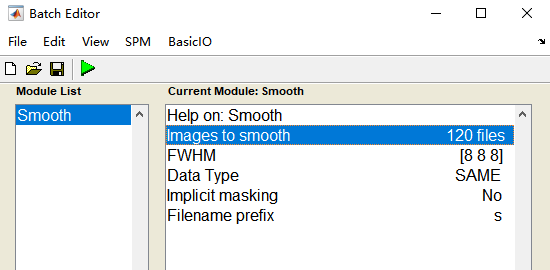 Batch Editor
File Edit View SPM BasicIO
Module List Current Module: Smooth
Smooth Help on: Smooth
Images to smooth 120 files
FWHM [8 8 8]
Data Type SAME
Implicit masking No
Filename prefix s